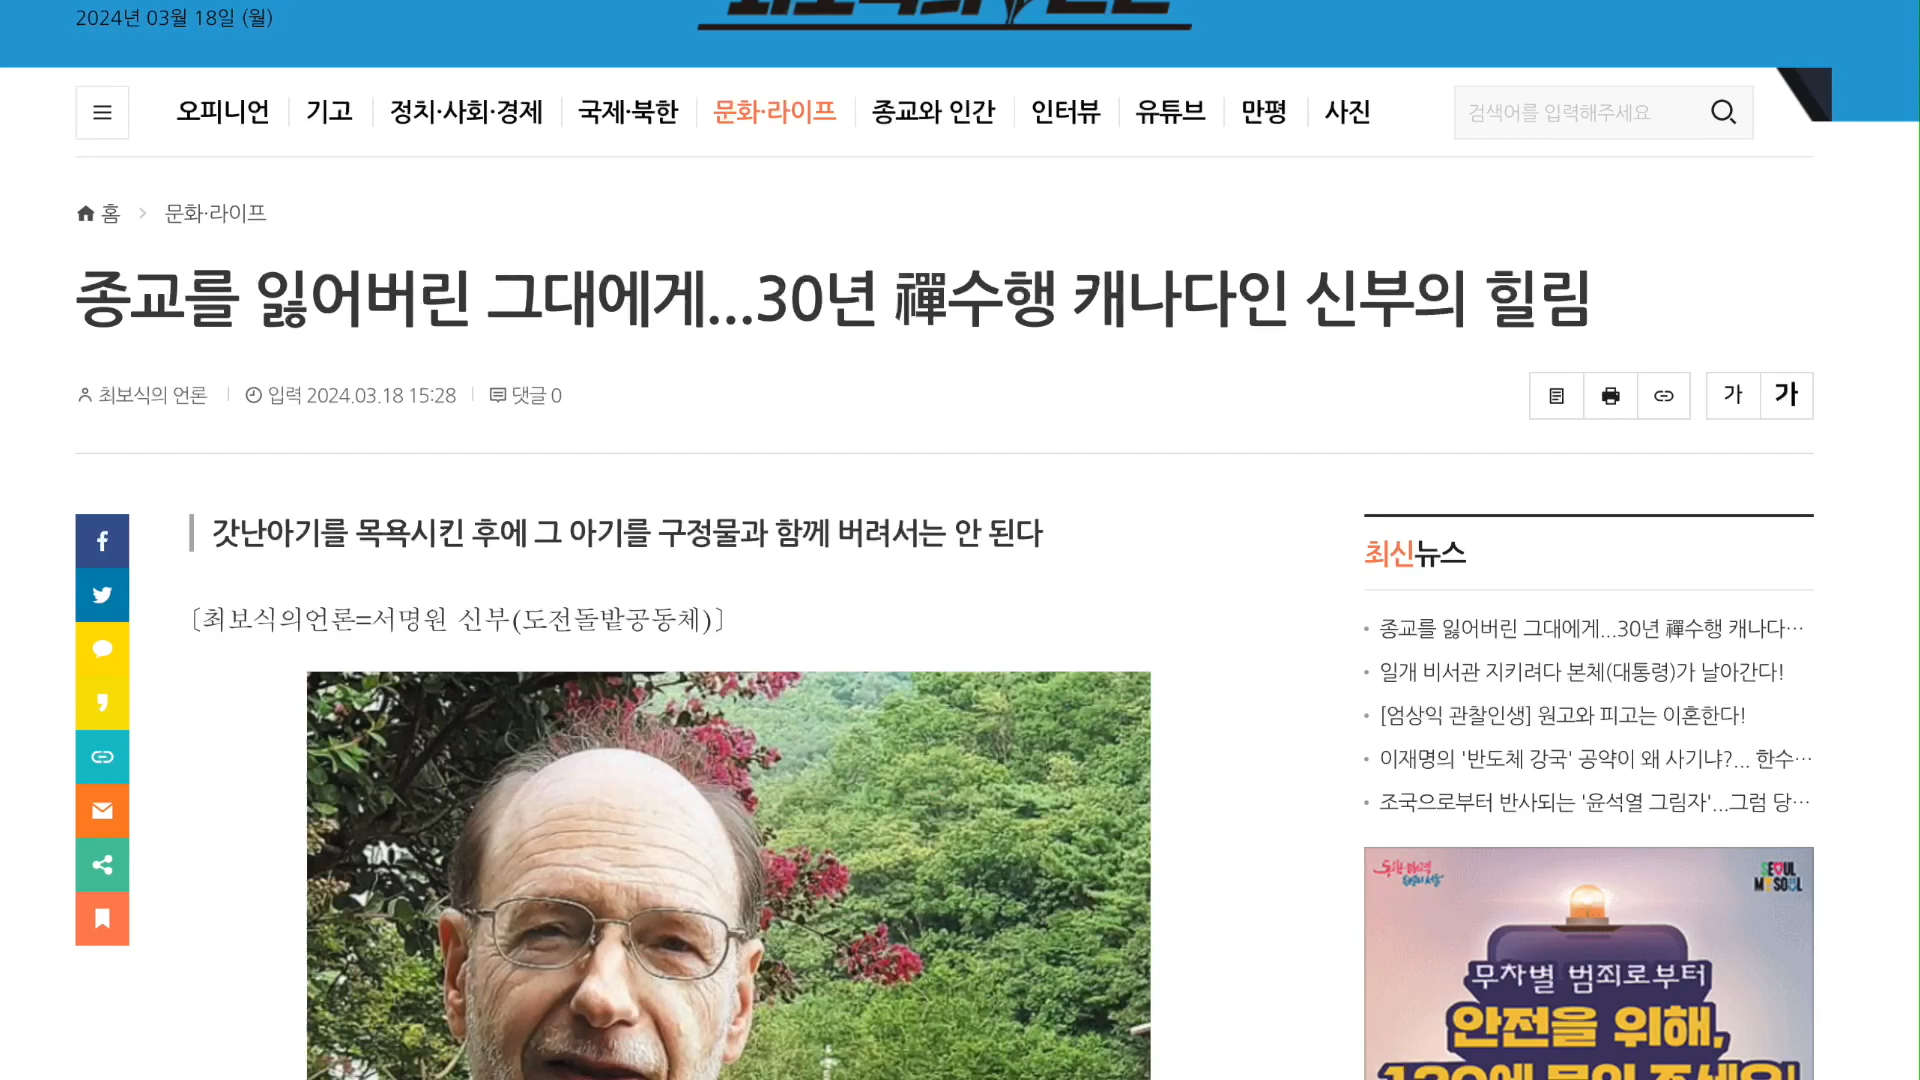 2024년 03월 18일 (월)
오피니언 기고 정치·사회·경제 국제·북한 문화·라이프 종교와 인간 인터뷰 유튜브 만평 사진 검색어를 입력해주세요
홈 문화·라이프
종교를 잃어버린 그대에게...30년 禪수행 캐나다인 신부의 힐림
최보식의 언론 입력 2024.03.18 15:28 댓글 0
가 가
갓난아기를 목욕시킨 후에 그 아기를 구정물과 함께 버려서는 안 된다
[최보식의언론=서명원 신부(도전돌밭공동체)]
최신뉴스
종교를 잃어버린 그대에게...30년 禪수행 캐나다…
일개 비서관 지키려다 본체(대통령)가 날아간다!
[엄상익 관찰인생] 원고와 피고는 이혼한다!
이재명의 '반도체 강국' 공약이 왜 사기냐?... 한수…
조국으로부터 반사되는 '윤석열 그림자'...그럼 당…
SEOUL
MY SOUL
무차별 범죄로부터
안전을 위해,